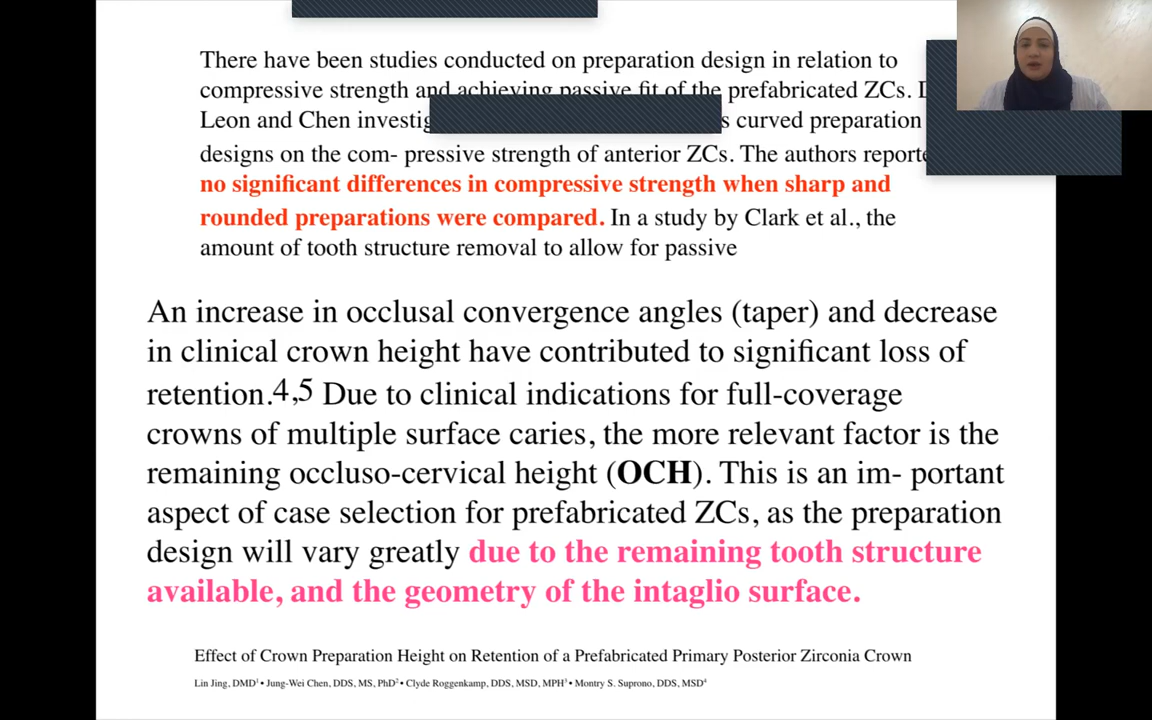 There have been studies conducted on preparation design in relation to
compressive strength and achieving passive fit of the prefabricated ZCs.
Leon and Chen curved preparation
designs on the com- pressive strength of anterior ZCs. The authors
no significant differences in compressive strength when sharp and
rounded preparations were compared. In a study by Clark et al., the
amount of tooth structure removal to allow for passive
An increase in occlusal convergence angles (taper) and decrease
in clinical crown height have contributed to significant loss of
retention.4,5 Due to clinical indications for full-coverage
crowns of multiple surface caries, the more relevant factor is the
remaining occluso-cervical height (OCH). This is an im- portant
aspect of case selection for prefabricated ZCs, as the preparation
design will vary greatly due to the remaining tooth structure
available, and the geometry of the intaglio surface.
Effect of Crown Preparation Height on Retention of a Prefabricated Primary Posterior Zirconia Crown
Lin Jing, DMD1 • Jung-Wei Chen, DDS, MS, PhD2 • Clyde Roggenkamp, DDS, MSD, MPH3 • Montry S. Suprono, DDS, MSD4